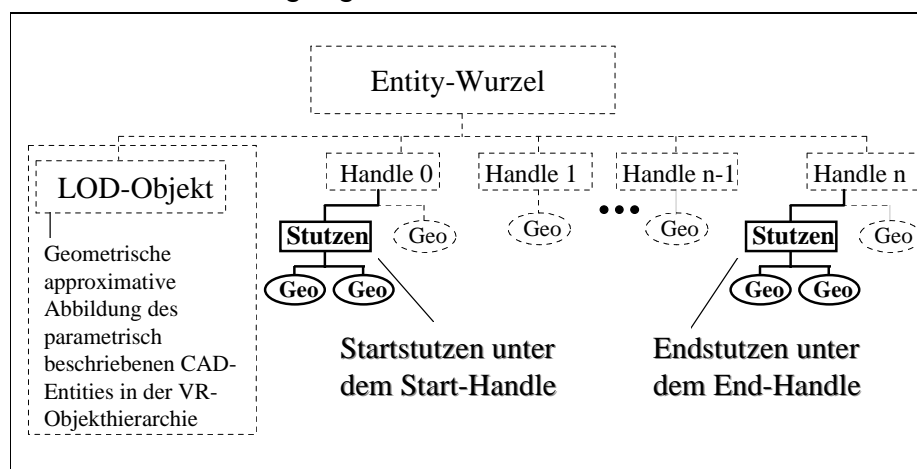 Entity-Wurzel
LOD-Objekt
Geometrische
approximative
Abbildung des
parametrisch
beschriebenen CAD-
Entities in der VR-
Objekthierarchie
Handle 0
Handle 1
Handle n-1
Handle n
Stutzen
Geo
Geo
•••
Geo
Stutzen
Geo
Geo
Geo
Geo
Geo
Startstutzen unter
dem Start-Handle
Endstutzen unter
dem End-Handle